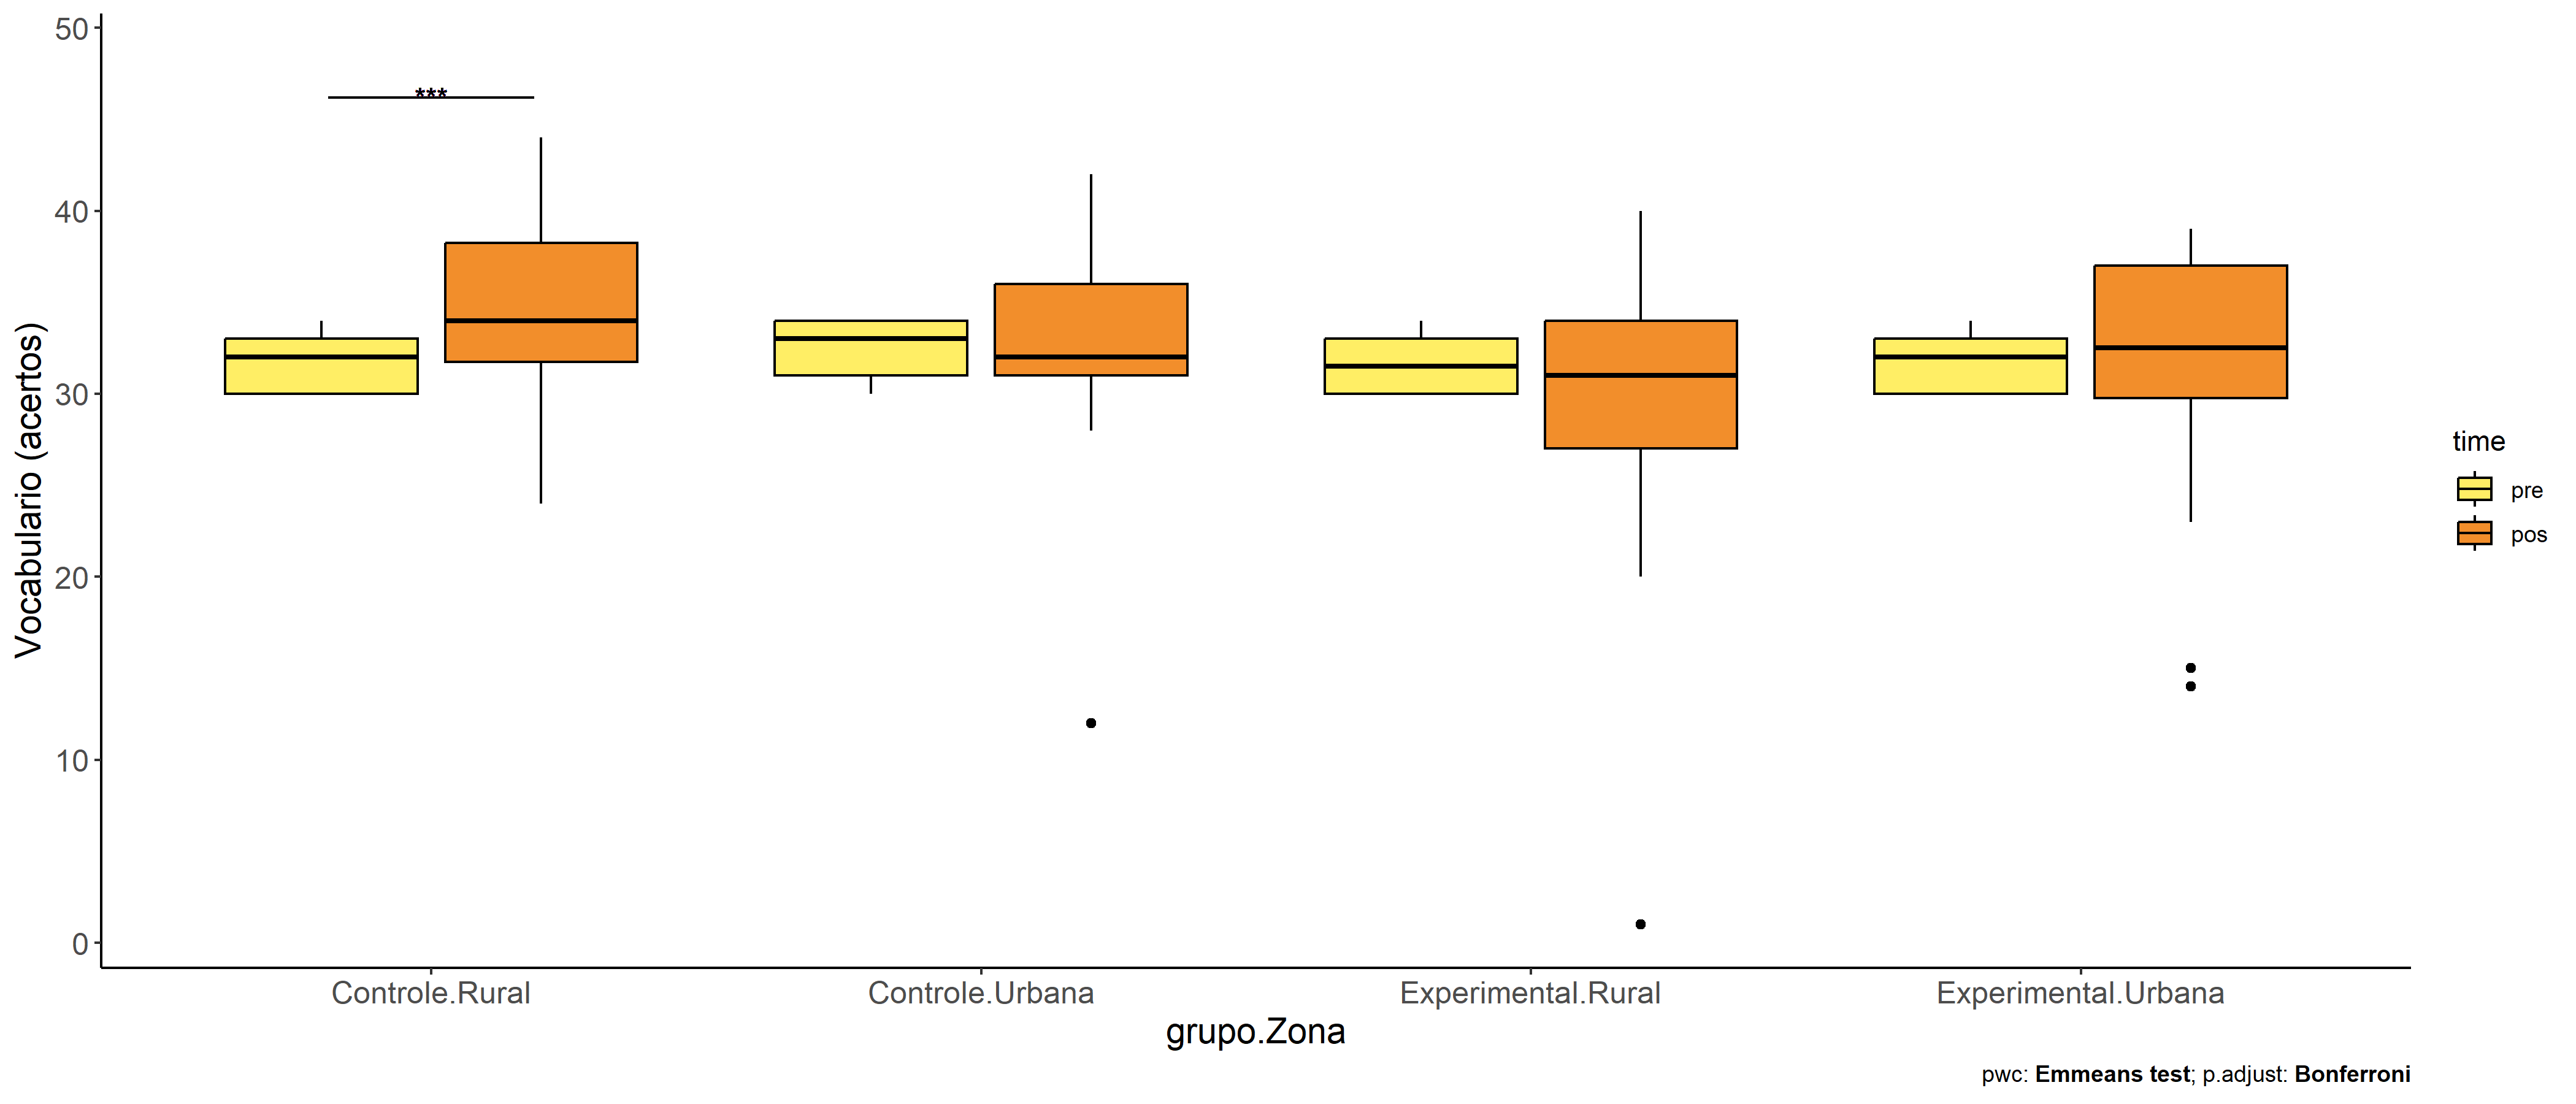 50
***
40
30
20
10
0
Vocabulario (acertos)
Controle.Rural
Controle.Urbana
Experimental.Rural
Experimental.Urbana
grupo.Zona
time
pre
pos
pwc: Emmeans test; p.adjust: Bonferroni